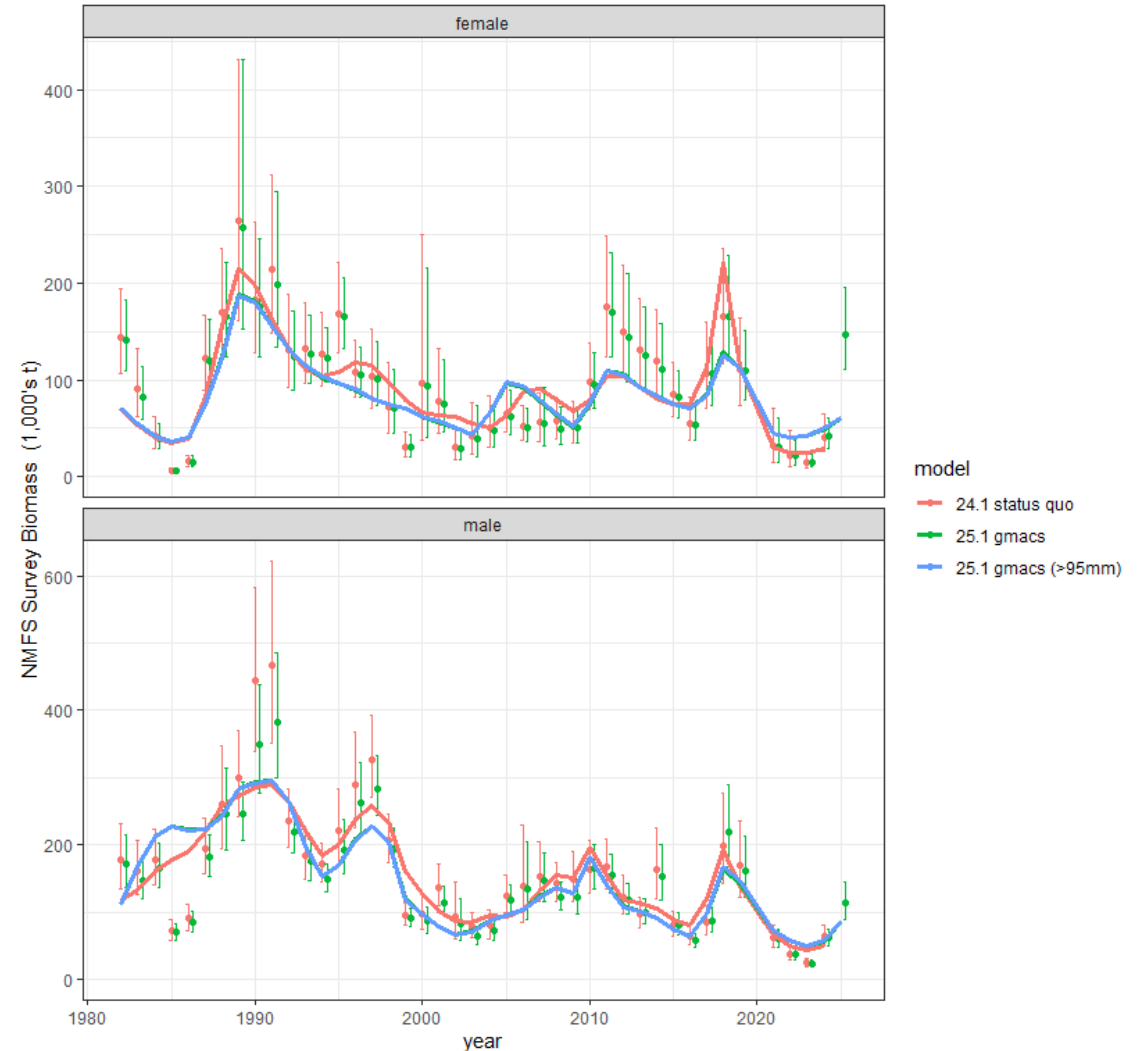 female
400
300
200
100
0
male
600
400
200
0
NMFS Survey Biomass (1,000's t)
1980
1990
2000
2010
2020
year
model
24.1 status quo
25.1 gmacs
25.1 gmacs (>95mm)